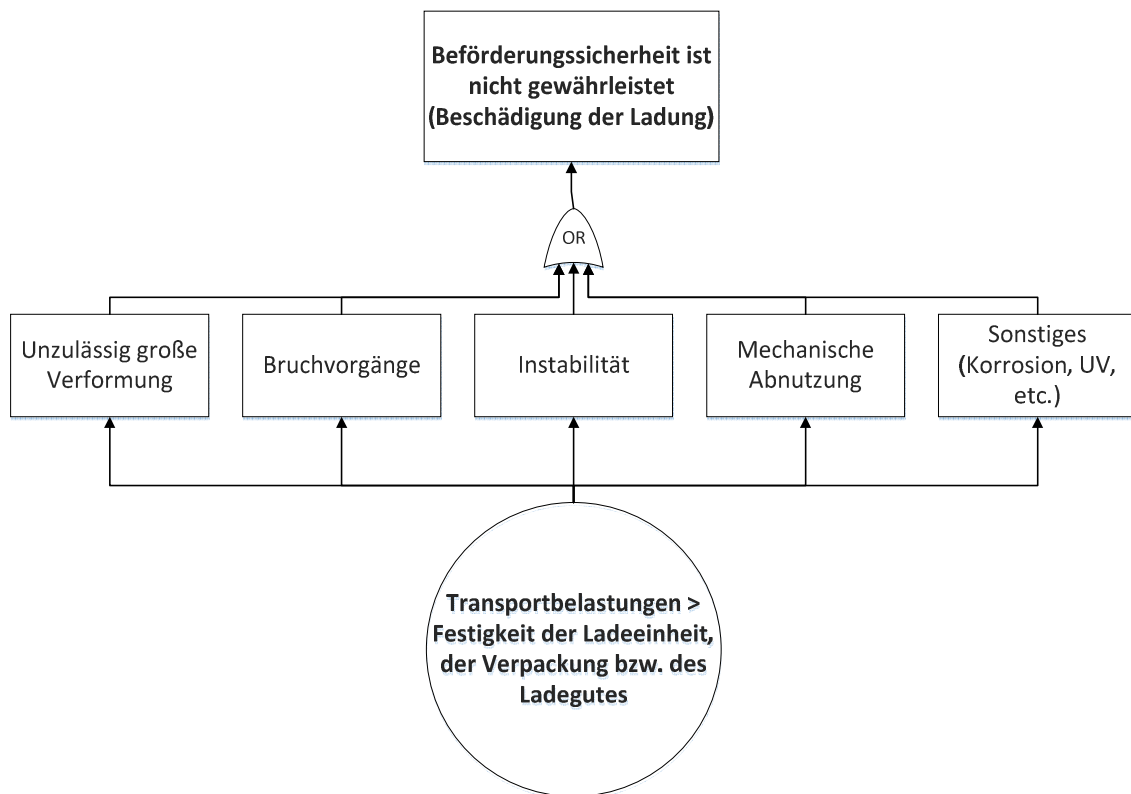 Beförderungssicherheit ist
nicht gewährleistet
(Beschädigung der Ladung)
OR
Unzulässig große
Verformung
Bruchvorgänge
Instabilität
Mechanische
Abnutzung
Sonstiges
(Korrosion, UV,
etc.)
Transportbelastungen >
Festigkeit der Ladeeinheit,
der Verpackung bzw. des
Ladegutes